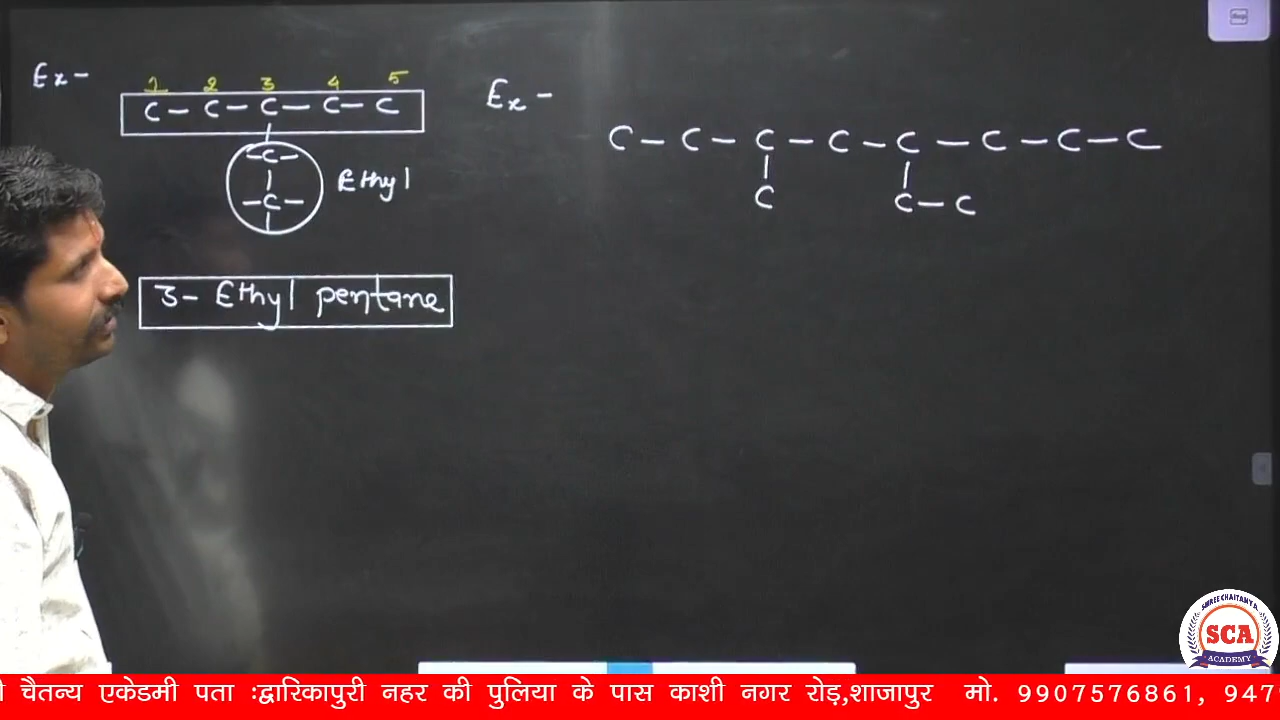 Ex-
1 2 3 4 5
C - C - C - C - C
-C-
-C-
Ethyl
3- Ethyl pentane
Ex -
C - C - C - C - C - C - C - C
C C - C
SHREE CHAITANYA
SCA
ACADEMY
ी चैतन्य एकेडमी पता :द्वारिकापुरी नहर की पुलिया के पास काशी नगर रोड़,शाजापुर मो. 9907576861, 947